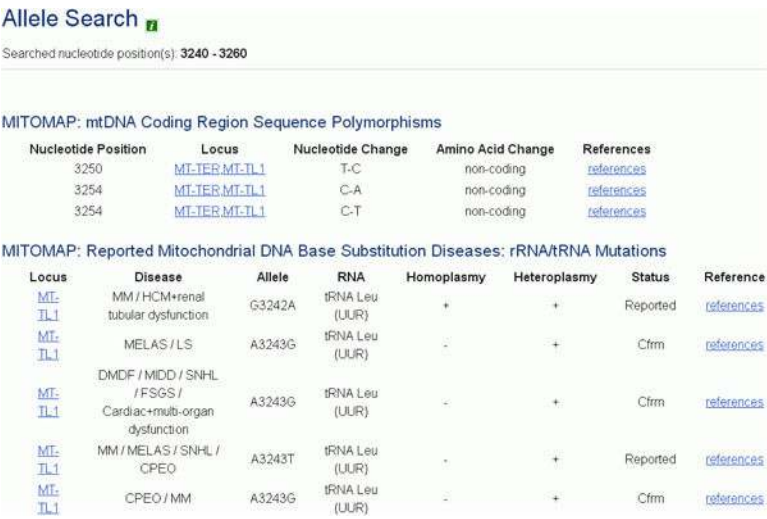 Allele Search
Searched nucleotide position(s): 3240 - 3260
MITOMAP: mtDNA Coding Region Sequence Polymorphisms
Nucleotide Position Locus Nucleotide Change Amino Acid Change References
3250 MT-TER,MT-TL1 T-C non-coding references
3254 MT-TER,MT-TL1 C-A non-coding references
3254 MT-TER,MT-TL1 C-T non-coding references
MITOMAP: Reported Mitochondrial DNA Base Substitution Diseases: rRNA/tRNA Mutations
Locus Disease Allele RNA Homoplasmy Heteroplasmy Status Reference
MT-TL1 MM / HCM+renal tubular dysfunction G3242A tRNA Leu (UUR) + + Reported references
MT-TL1 MELAS / LS A3243G tRNA Leu (UUR) - + Cfrm references
MT-TL1 DMDF / MIDD / SNHL / FSGS / Cardiac+multi-organ dysfunction A3243G tRNA Leu (UUR) - + Cfrm references
MT-TL1 MM / MELAS / SNHL / CPEO A3243T tRNA Leu (UUR) - + Reported references
MT-TL1 CPEO / MM A3243G tRNA Leu (UUR) - + Cfrm references